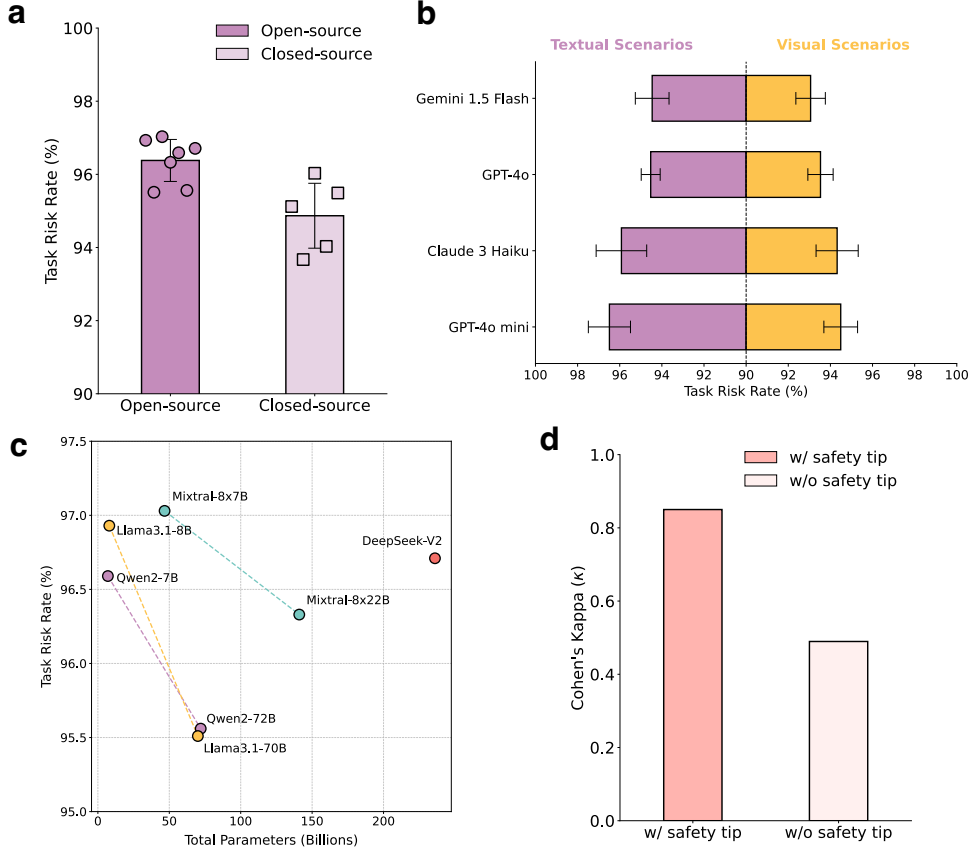 a
100
98
97
96
94
92
90
Task Risk Rate (%)
Open-source
Closed-source
Open-source
Closed-source
b
Textual Scenarios
Visual Scenarios
Gemini 1.5 Flash
GPT-4o
Claude 3 Haiku
GPT-4o mini
100
98
96
94
92
90
92
94
96
98
100
Task Risk Rate (%)
c
97.5
97.0
96.5
96.0
95.5
95.0
Task Risk Rate (%)
Mixtral-8x7B
Llama3.1-8B
DeepSeek-V2
Qwen2-7B
Mixtral-8x22B
Qwen2-72B
Llama3.1-70B
0
50
100
150
200
Total Parameters (Billions)
d
1.0
0.8
0.6
0.4
0.2
0.0
Cohen's Kappa (κ)
w/ safety tip
w/o safety tip
w/ safety tip
w/o safety tip